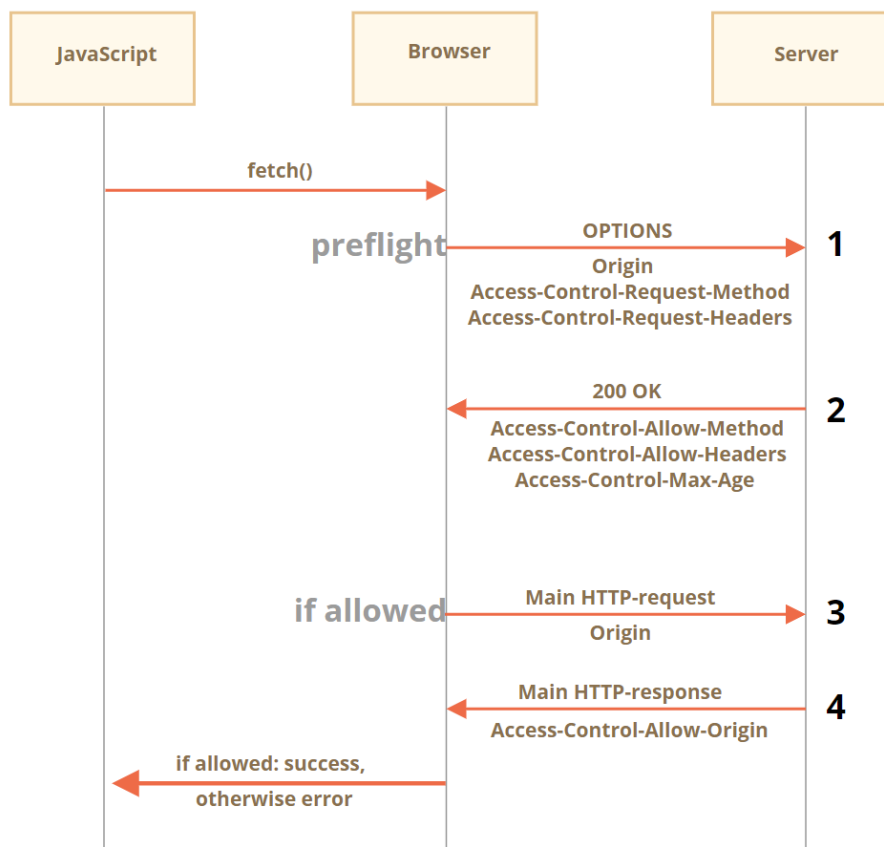 JavaScript
Browser
Server
fetch()
preflight
OPTIONS
1
Origin
Access-Control-Request-Method
Access-Control-Request-Headers
200 OK
2
Access-Control-Allow-Method
Access-Control-Allow-Headers
Access-Control-Max-Age
if allowed
Main HTTP-request
3
Origin
Main HTTP-response
4
Access-Control-Allow-Origin
if allowed: success,
otherwise error